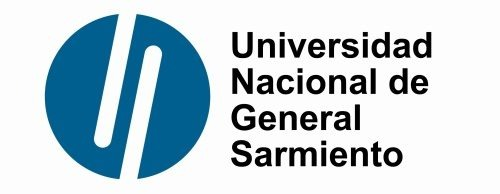 Universidad
Nacional de
General
Sarmiento